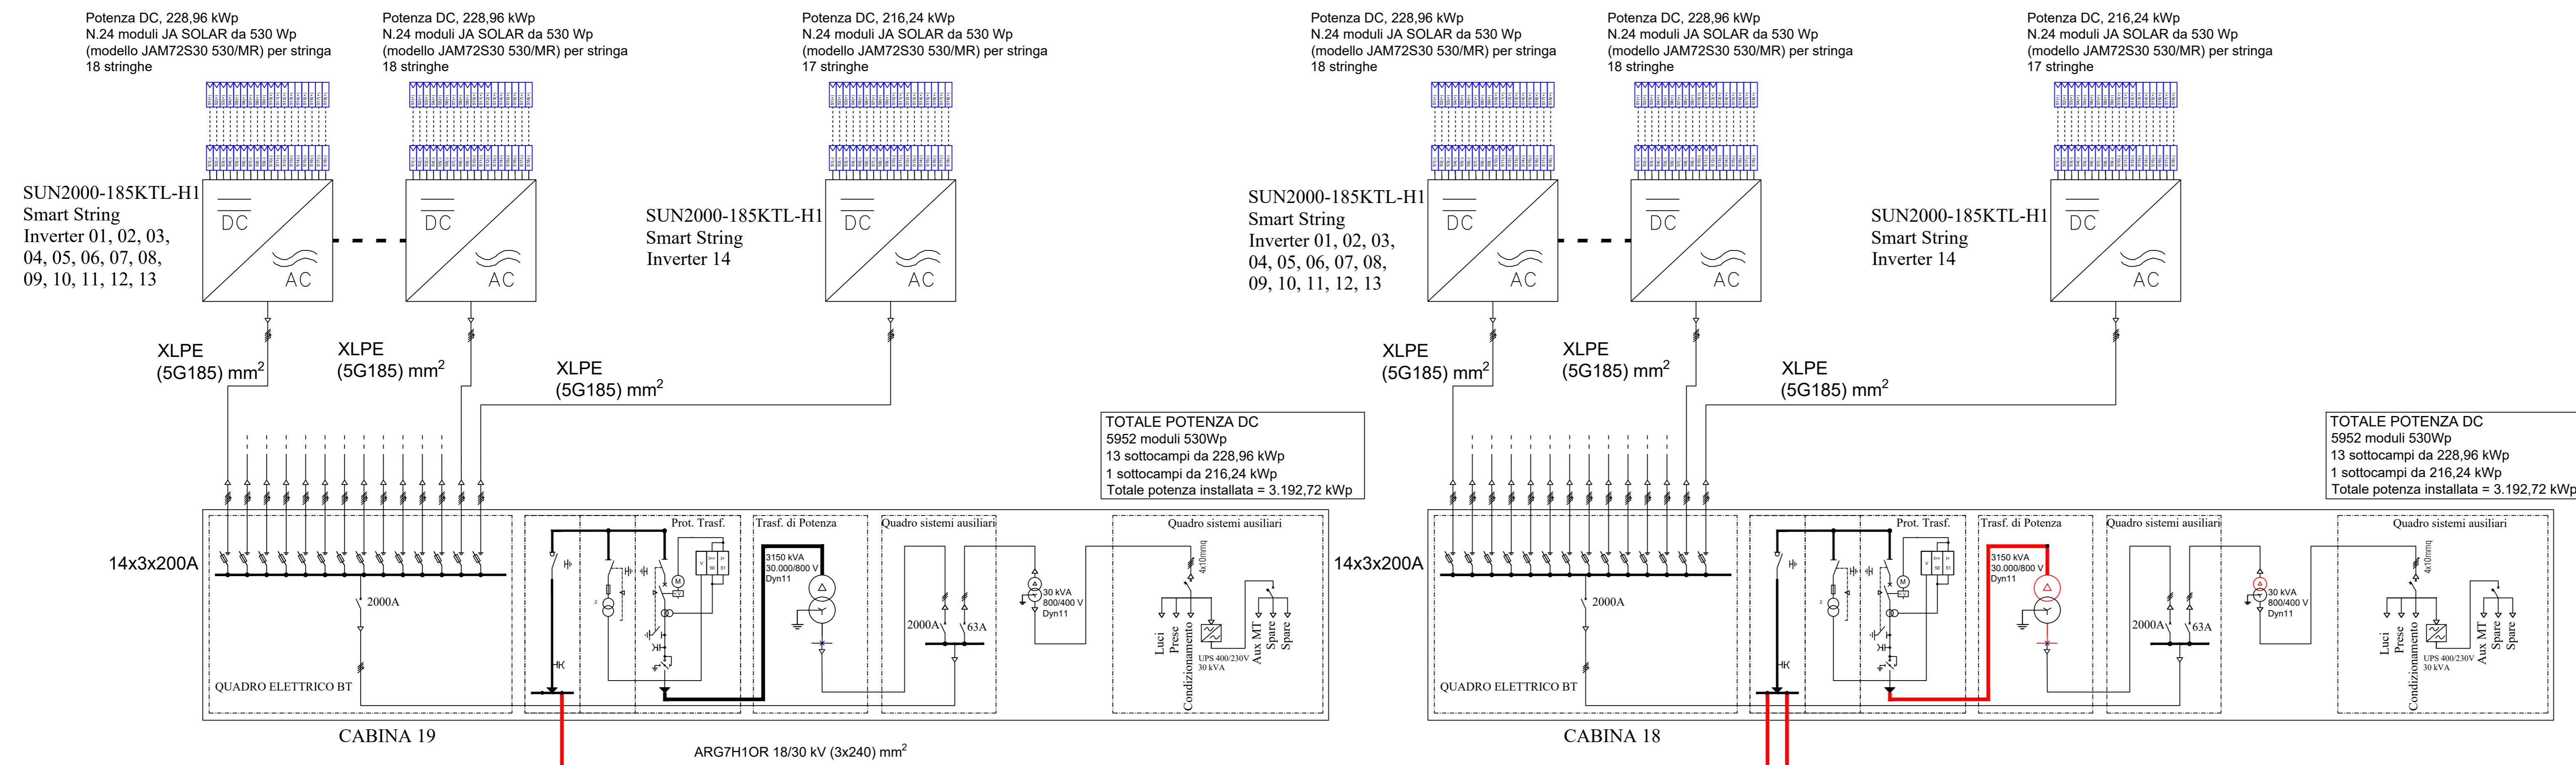 Potenza DC, 228,96 kWp
N.24 moduli JA SOLAR da 530 Wp
(modello JAM72S30 530/MR) per stringa
18 stringhe
Potenza DC, 228,96 kWp
N.24 moduli JA SOLAR da 530 Wp
(modello JAM72S30 530/MR) per stringa
18 stringhe
Potenza DC, 216,24 kWp
N.24 moduli JA SOLAR da 530 Wp
(modello JAM72S30 530/MR) per stringa
17 stringhe
SUN2000-185KTL-H1
Smart String
Inverter 01, 02, 03,
04, 05, 06, 07, 08,
09, 10, 11, 12, 13
DC
AC
DC
AC
SUN2000-185KTL-H1
Smart String
Inverter 14
DC
AC
XLPE
(5G185) mm²
XLPE
(5G185) mm²
XLPE
(5G185) mm²
TOTALE POTENZA DC
5952 moduli 530Wp
13 sottocampi da 228,96 kWp
1 sottocampi da 216,24 kWp
Totale potenza installata = 3.192,72 kWp
14x3x200A
2000A
QUADRO ELETTRICO BT
Prot. Trasf.
M
50
51
Trasf. di Potenza
3150 kVA
30.000/800 V
Dyn11
Quadro sistemi ausiliari
2000A
63A
30 kVA
800/400 V
Dyn11
Quadro sistemi ausiliari
4x10mmq
Luci
Prese
Condizionamento
UPS 400/230V
30 kVA
Aux MT
Spare
Spare
CABINA 19
ARG7H1OR 18/30 kV (3x240) mm²
Potenza DC, 228,96 kWp
N.24 moduli JA SOLAR da 530 Wp
(modello JAM72S30 530/MR) per stringa
18 stringhe
Potenza DC, 228,96 kWp
N.24 moduli JA SOLAR da 530 Wp
(modello JAM72S30 530/MR) per stringa
18 stringhe
Potenza DC, 216,24 kWp
N.24 moduli JA SOLAR da 530 Wp
(modello JAM72S30 530/MR) per stringa
17 stringhe
SUN2000-185KTL-H1
Smart String
Inverter 01, 02, 03,
04, 05, 06, 07, 08,
09, 10, 11, 12, 13
DC
AC
DC
AC
SUN2000-185KTL-H1
Smart String
Inverter 14
DC
AC
XLPE
(5G185) mm²
XLPE
(5G185) mm²
XLPE
(5G185) mm²
TOTALE POTENZA DC
5952 moduli 530Wp
13 sottocampi da 228,96 kWp
1 sottocampi da 216,24 kWp
Totale potenza installata = 3.192,72 kWp
14x3x200A
2000A
QUADRO ELETTRICO BT
Prot. Trasf.
M
50
51
Trasf. di Potenza
3150 kVA
30.000/800 V
Dyn11
Quadro sistemi ausiliari
2000A
63A
30 kVA
800/400 V
Dyn11
Quadro sistemi ausiliari
4x10mmq
Luci
Prese
Condizionamento
UPS 400/230V
30 kVA
Aux MT
Spare
Spare
CABINA 18